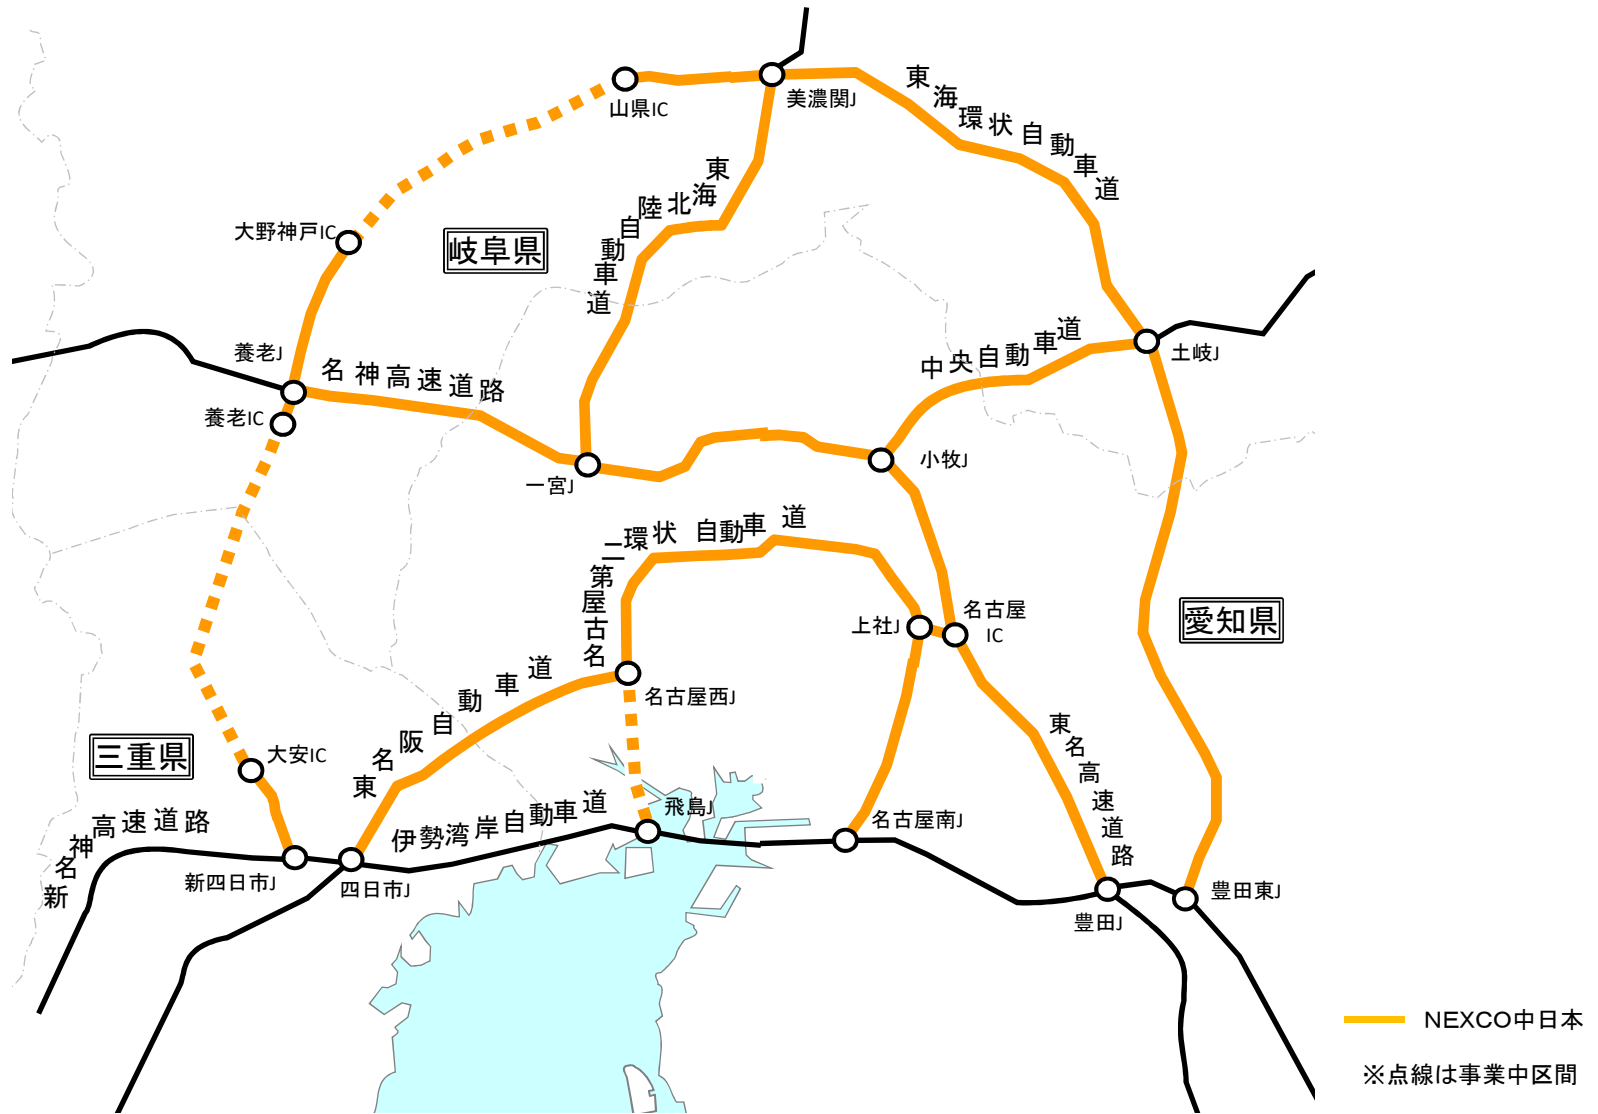 山県IC
美濃関J
東海環状自動車道
大野神戸IC
岐阜県
東海北陸自動車道
養老J
名神高速道路
養老IC
中央自動車道
土岐J
一宮J
小牧J
名古屋第二環状自動車道
上社J
名古屋
IC
愛知県
名古屋西J
東名阪自動車道
三重県
大安IC
東名高速道路
飛島J
伊勢湾岸自動車道
名古屋南J
新名神高速道路
新四日市J
四日市J
豊田J
豊田東J
NEXCO中日本
※点線は事業中区間